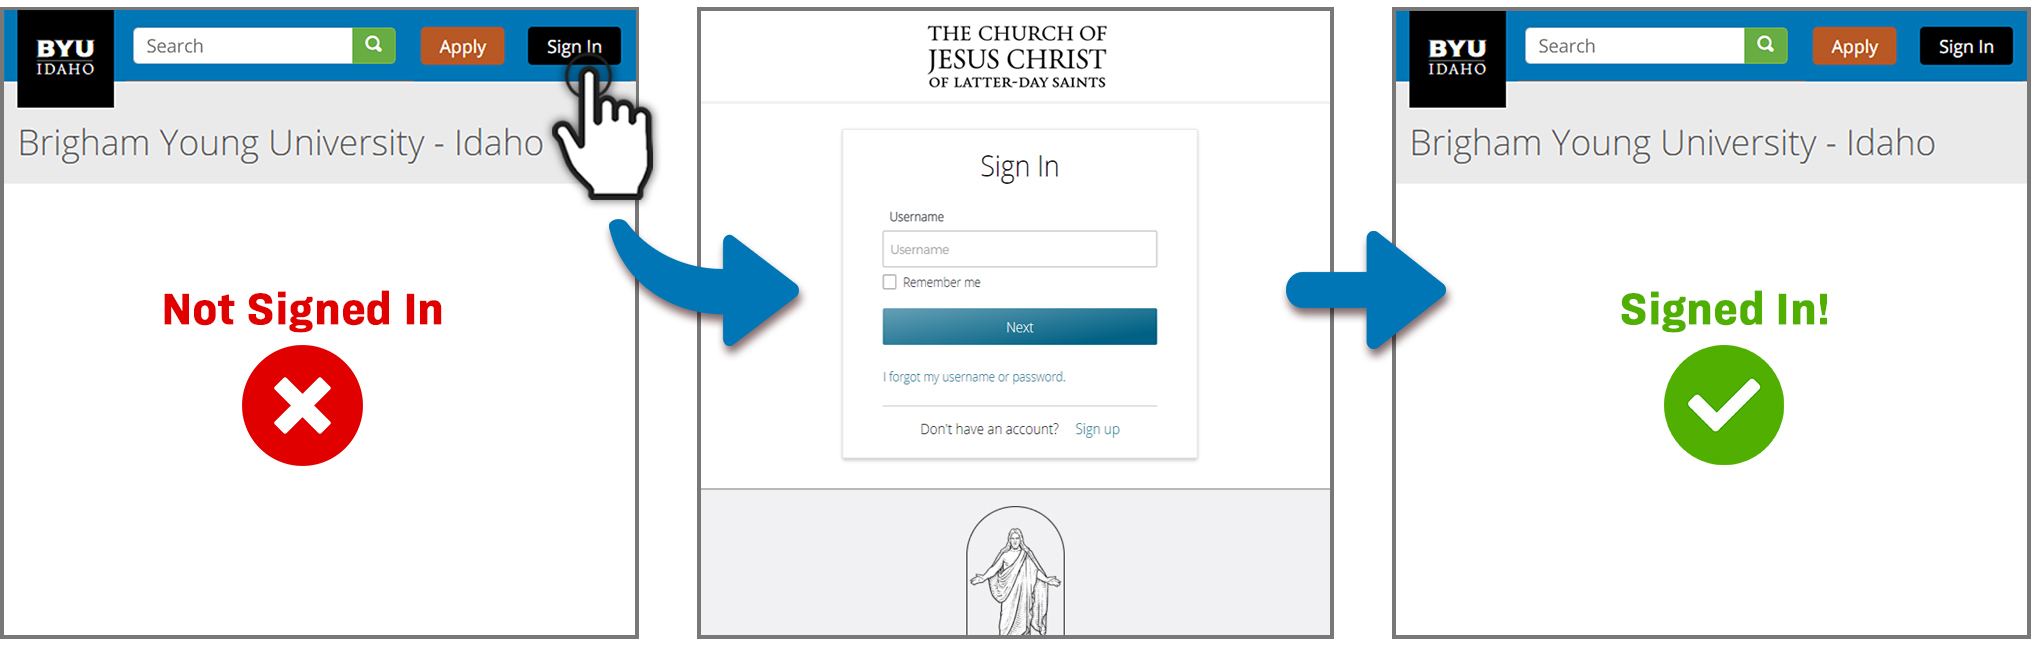 BYU
IDAHO
Search
Apply
Sign In
Brigham Young University - Idaho
Not Signed In
THE CHURCH OF
JESUS CHRIST
OF LATTER-DAY SAINTS
Sign In
Username
Username
Remember me
Next
I forgot my username or password.
Don't have an account? Sign up
BYU
IDAHO
Search
Apply
Sign In
Brigham Young University - Idaho
Signed In!